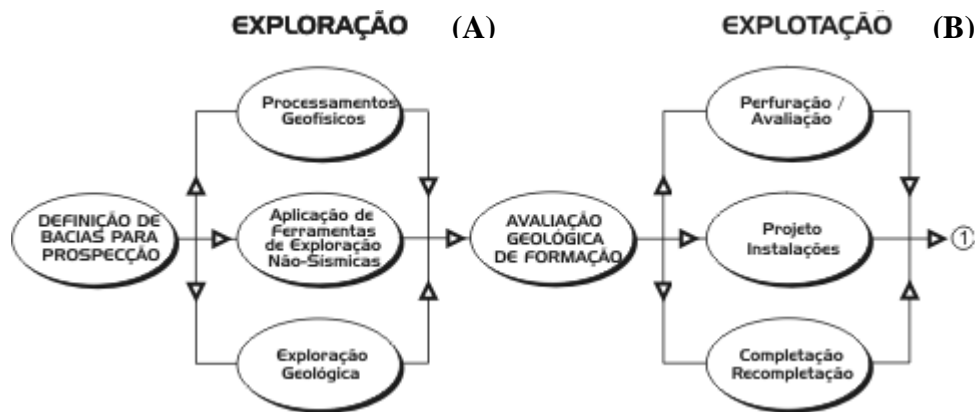 EXPLORAÇÃO (A)
EXPLOTAÇÃO (B)
Processamentos
Geofísicos
DEFINIÇÃO DE
BACIAS PARA
PROSPECÇÃO
Aplicação de
Ferramentas
de Exploração
Não-Sísmicas
Exploração
Geológica
AVALIAÇÃO
GEOLÓGICA
DE FORMAÇÃO
Perfuração /
Avaliação
Projeto
Instalações
Completação
Recompletação
1